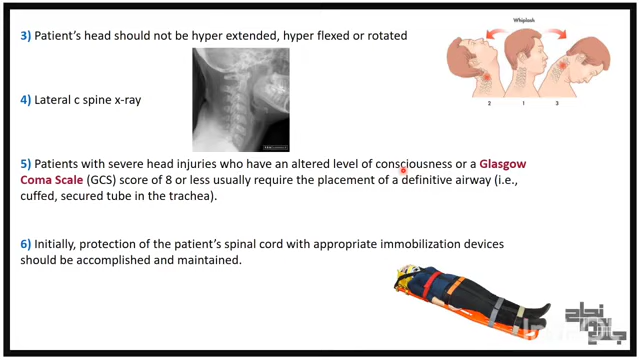 3) Patient's head should not be hyper extended, hyper flexed or rotated
Whiplash
2
1
3
4) Lateral c spine x-ray
5) Patients with severe head injuries who have an altered level of consciousness or a Glasgow
Coma Scale (GCS) score of 8 or less usually require the placement of a definitive airway (i.e.,
cuffed, secured tube in the trachea).
6) Initially, protection of the patient's spinal cord with appropriate immobilization devices
should be accomplished and maintained.